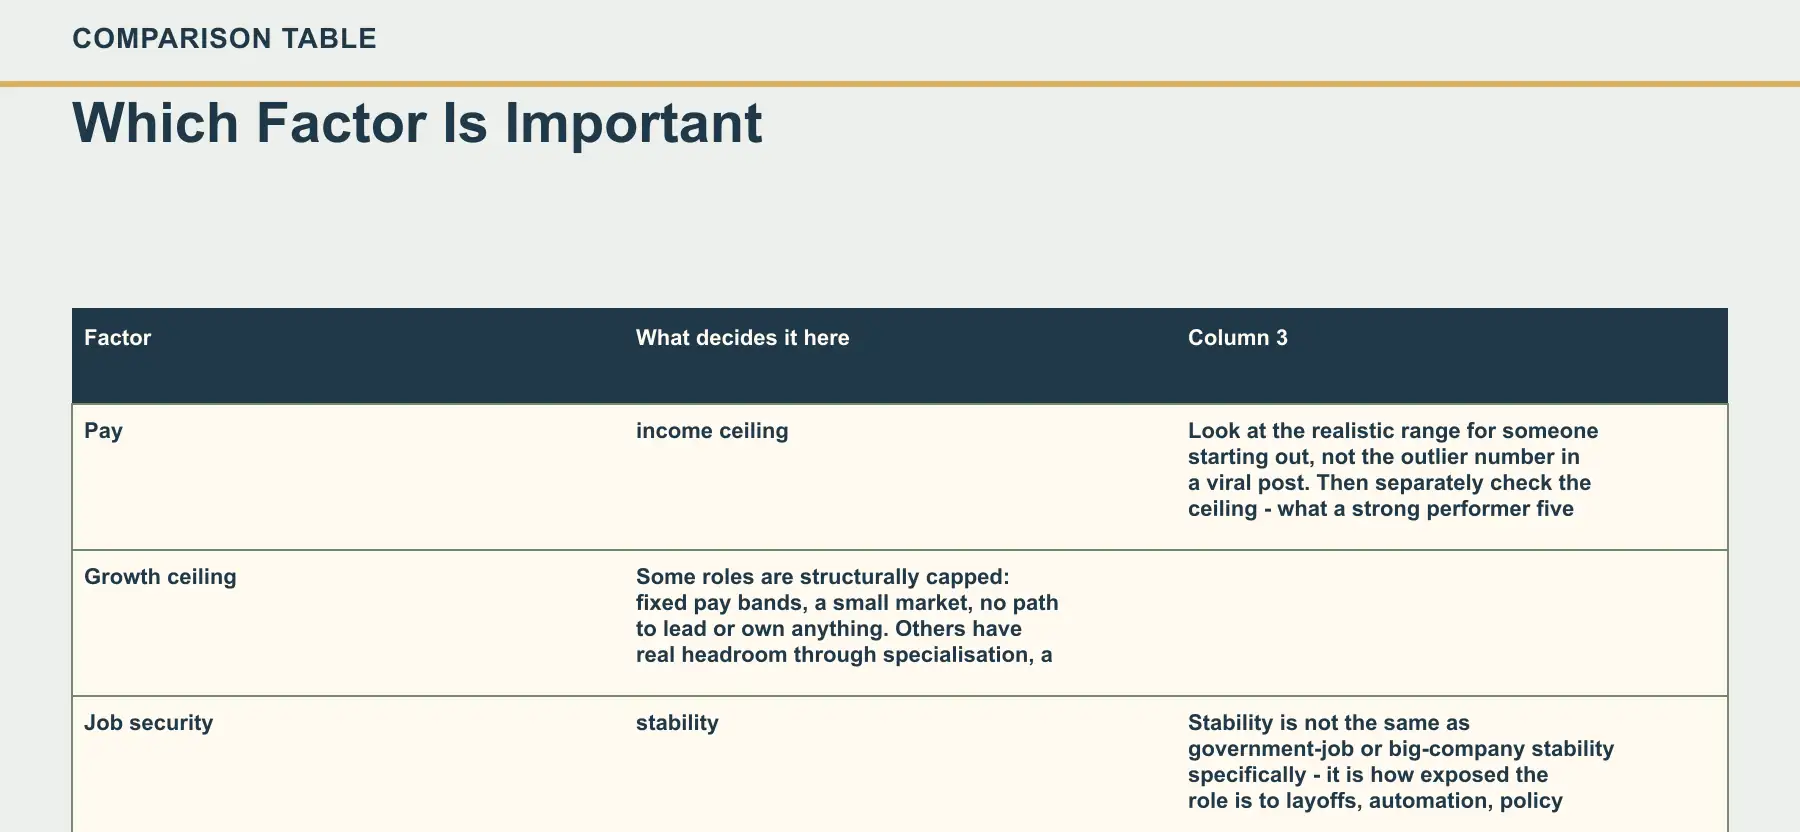 COMPARISON TABLE
Which Factor Is Important
Factor
What decides it here
Column 3
Pay
income ceiling
Look at the realistic range for someone
starting out, not the outlier number in
a viral post. Then separately check the
ceiling - what a strong performer five
Growth ceiling
Some roles are structurally capped:
fixed pay bands, a small market, no path
to lead or own anything. Others have
real headroom through specialisation, a
Job security
stability
Stability is not the same as
government-job or big-company stability
specifically - it is how exposed the
role is to layoffs, automation, policy